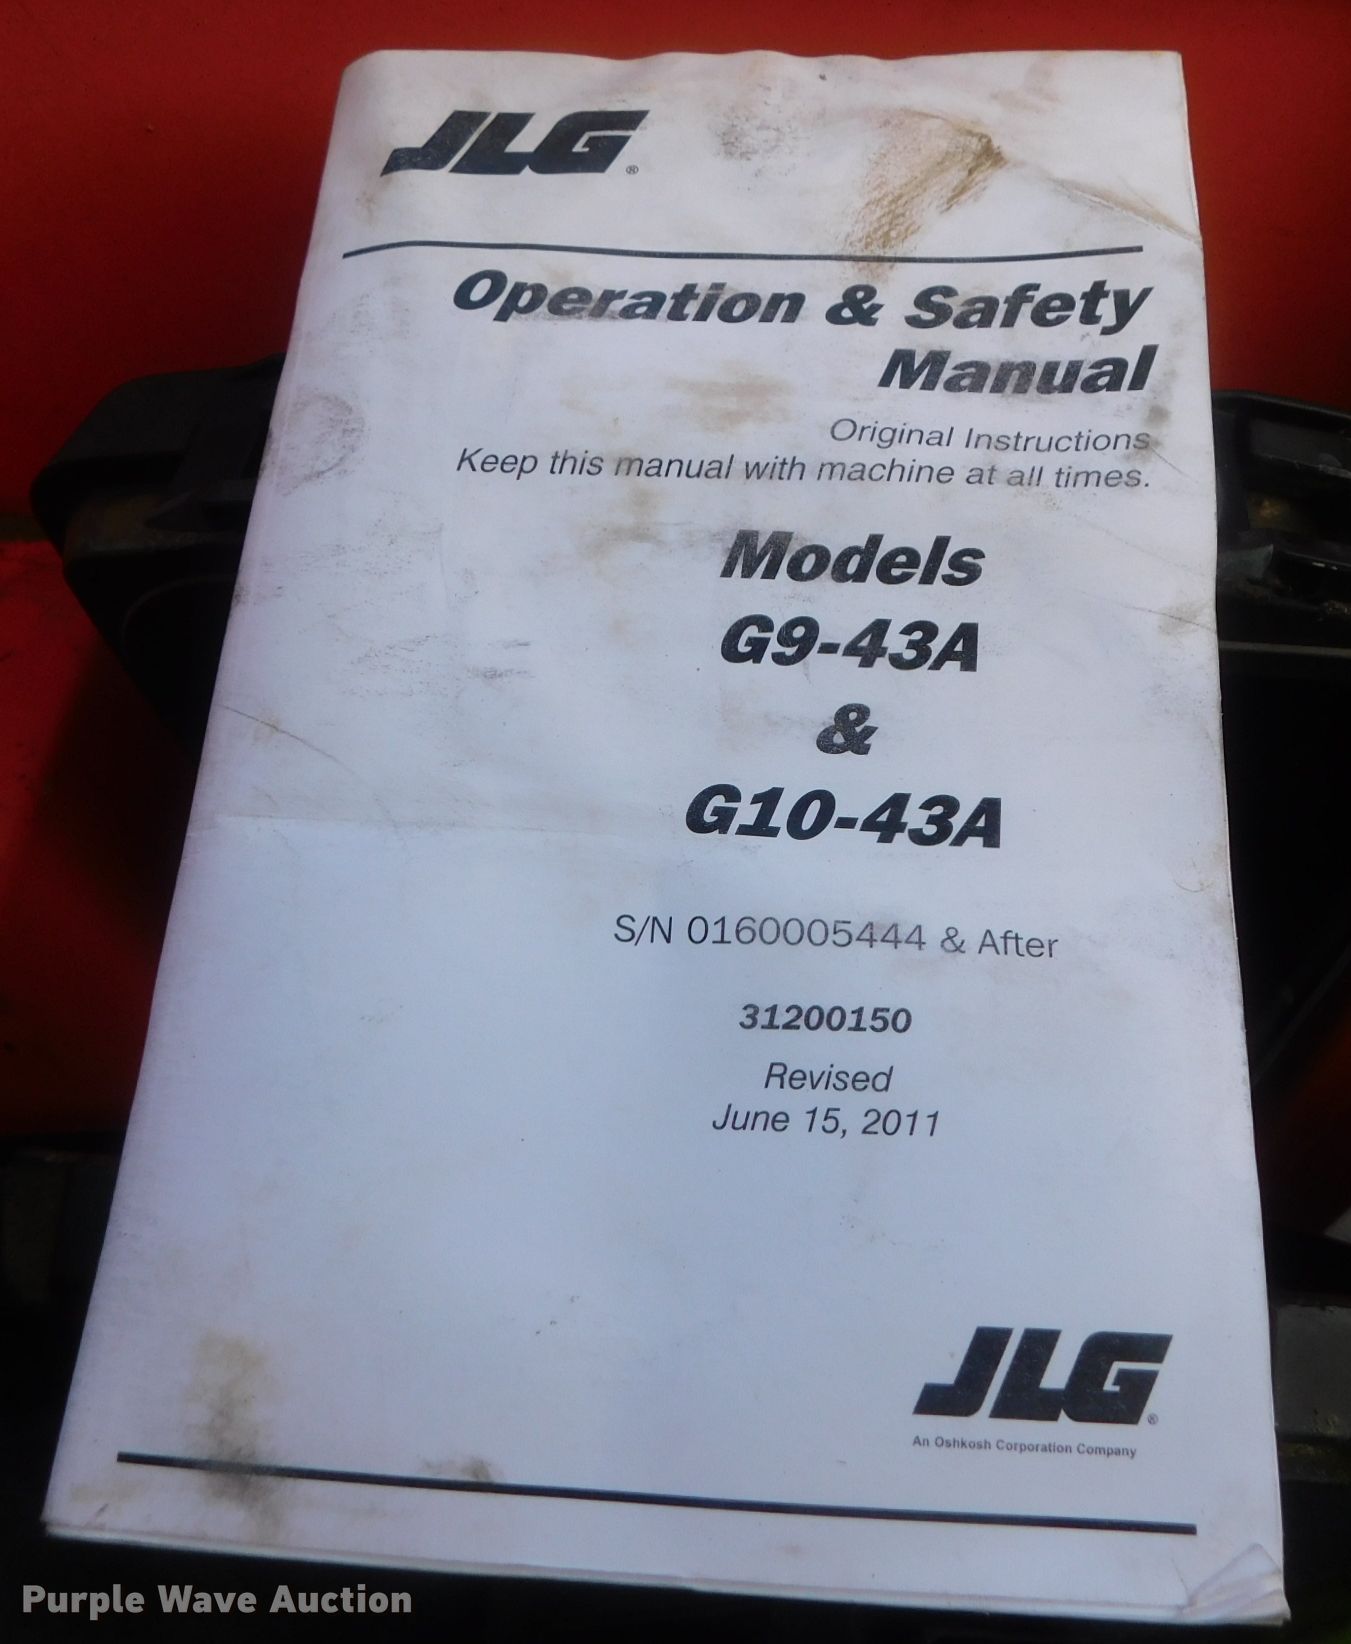 JLG®
Operation & Safety
Manual
Original Instructions
Keep this manual with machine at all times.
Models
G9-43A
&
G10-43A
S/N 0160005444 & After
31200150
Revised
June 15, 2011
JLG®
An Oshkosh Corporation Company
Purple Wave Auction